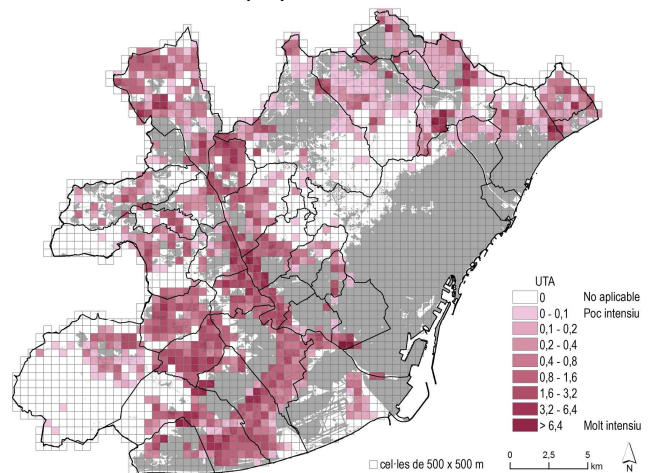 UTA
0 No aplicable
0 - 0,1 Poc intensiu
0,1 - 0,2
0,2 - 0,4
0,4 - 0,8
0,8 - 1,6
1,6 - 3,2
3,2 - 6,4
> 6,4 Molt intensiu
cel·les de 500 x 500 m
0 2,5 5
km
N